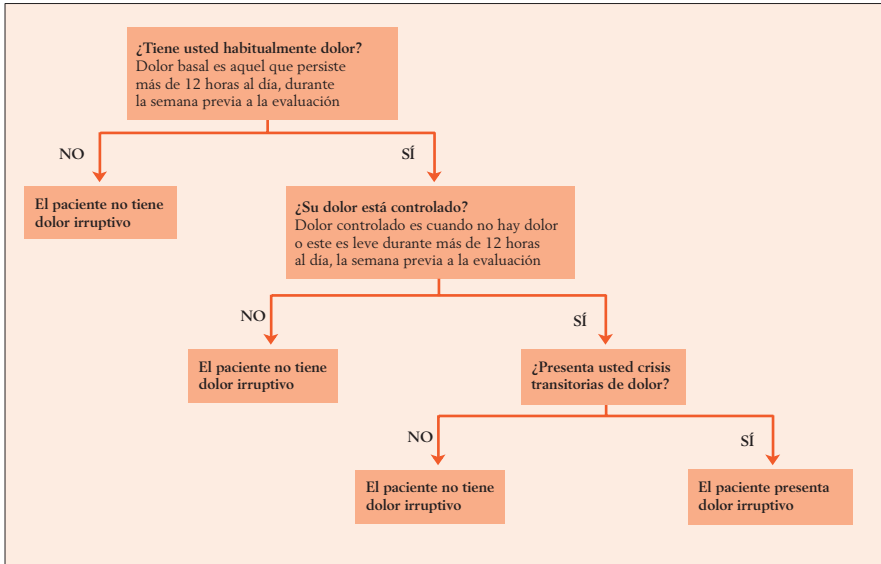 ¿Tiene usted habitualmente dolor?
Dolor basal es aquel que persiste
más de 12 horas al día, durante
la semana previa a la evaluación
NO
SÍ
El paciente no tiene
dolor irruptivo
¿Su dolor está controlado?
Dolor controlado es cuando no hay dolor
o este es leve durante más de 12 horas
al día, la semana previa a la evaluación
NO
SÍ
El paciente no tiene
dolor irruptivo
¿Presenta usted crisis
transitorias de dolor?
NO
SÍ
El paciente no tiene
dolor irruptivo
El paciente presenta
dolor irruptivo